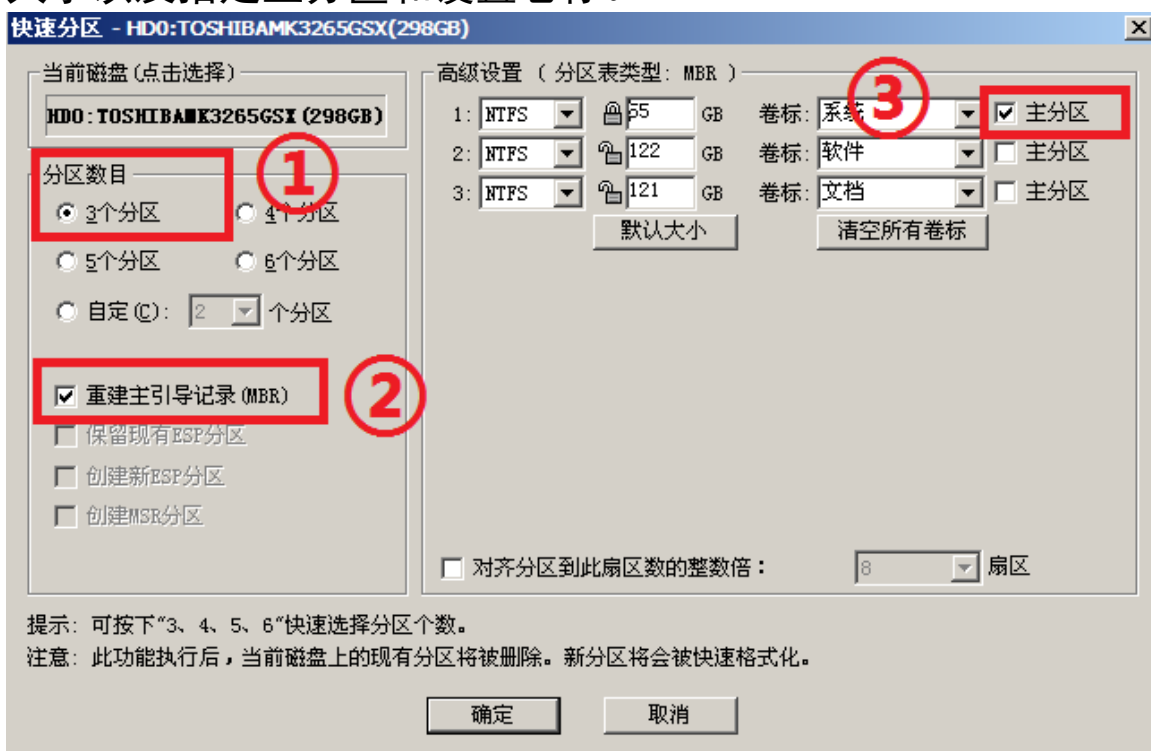 快速分区 - HD0:TOSHIBAMK3265GSX(298GB)
当前磁盘(点击选择)
HD0:TOSHIBAMK3265GSX(298GB)
分区数目
①
3个分区 4个分区
5个分区 6个分区
自定(C): 2 个分区
重建主引导记录(MBR)
②
保留现有ESP分区
创建新ESP分区
创建MSR分区
高级设置 ( 分区表类型: MBR )
③
1: NTFS 55 GB 卷标: 系统 主分区
2: NTFS 122 GB 卷标: 软件 主分区
3: NTFS 121 GB 卷标: 文档 主分区
默认大小 清空所有卷标
对齐分区到此扇区数的整数倍: 8 扇区
提示: 可按下"3、4、5、6"快速选择分区个数。
注意: 此功能执行后,当前磁盘上的现有分区将被删除。新分区将会被快速格式化。
确定 取消